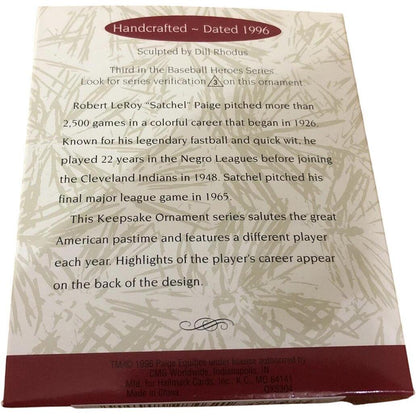 Handcrafted ~ Dated 1996
Sculpted by Dill Rhodus
Third in the Baseball Heroes Series
Look for series verification 3 on this ornament
Robert LeRoy "Satchel" Paige pitched more than
2,500 games in a colorful career that began in 1926.
Known for his legendary fastball and quick wit, he
played 22 years in the Negro Leagues before joining
the Cleveland Indians in 1948. Satchel pitched his
final major league game in 1965.
This Keepsake Ornament series salutes the great
American pastime and features a different player
each year. Highlights of the player's career appear
on the back of the design.
TM/© 1996 Paige Equities under license authorized by
CMG Worldwide, Indianapolis, IN
Mfd. for Hallmark Cards, Inc., K.C., MO 64141
Made in China
QX5304